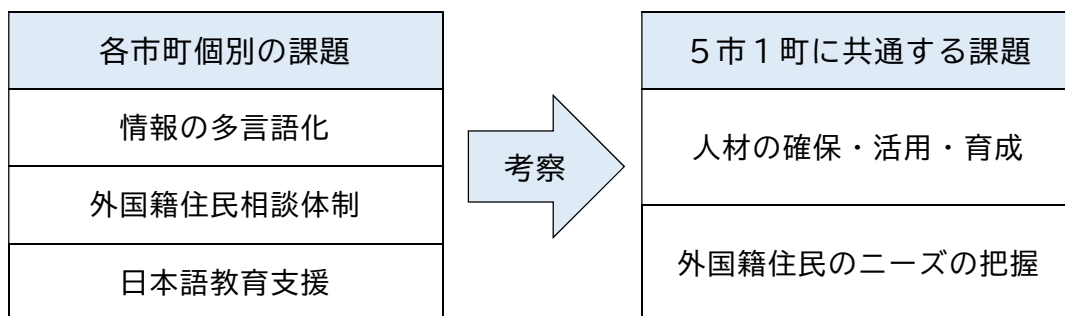 各市町個別の課題
情報の多言語化
外国籍住民相談体制
日本語教育支援
考察
５市１町に共通する課題
人材の確保・活用・育成
外国籍住民のニーズの把握